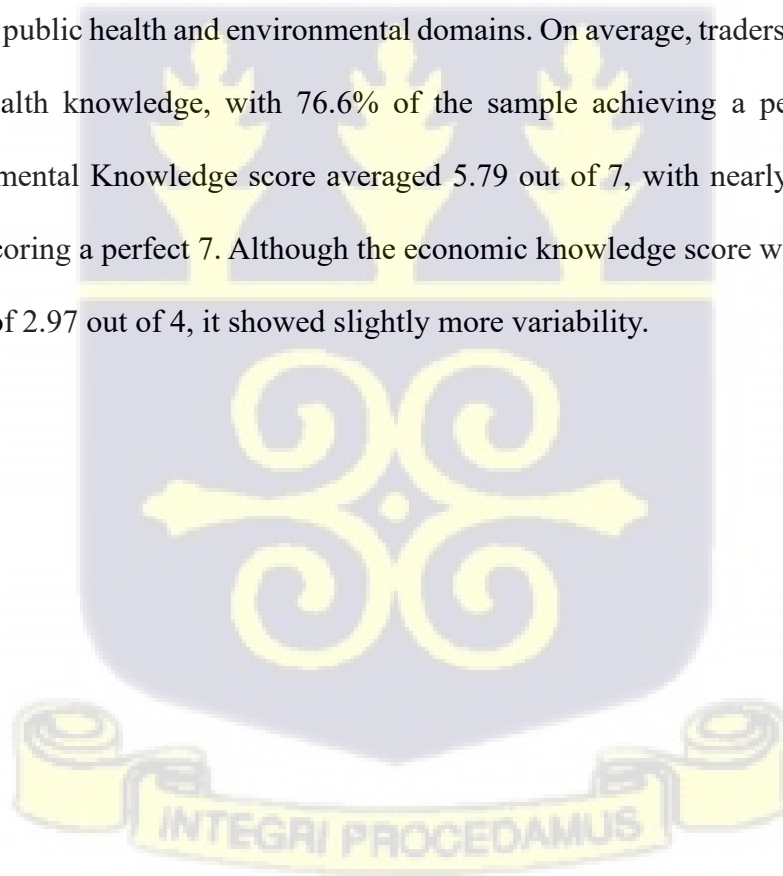 public health and environmental domains. On average, traders
alth knowledge, with 76.6% of the sample achieving a pe
mental Knowledge score averaged 5.79 out of 7, with nearly
coring a perfect 7. Although the economic knowledge score w
of 2.97 out of 4, it showed slightly more variability.
INTEGRI PROCEDAMUS